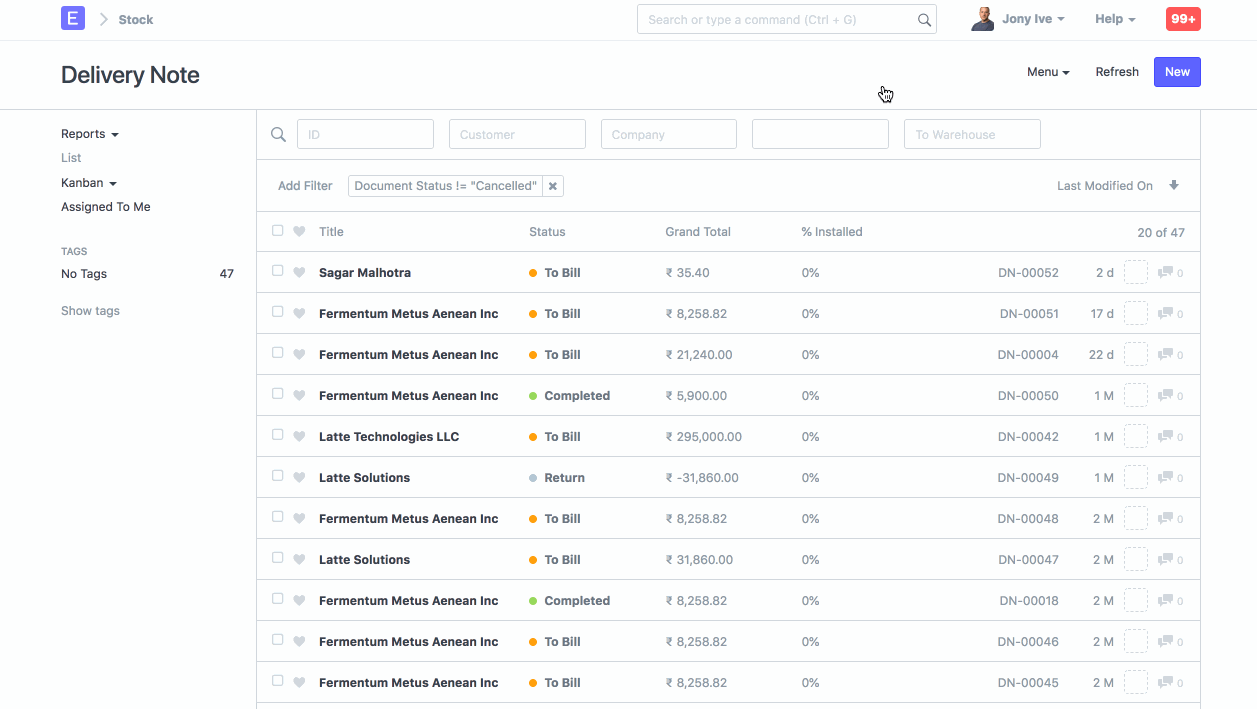 E Stock Search or type a command (Ctrl + G) Jony Ive Help 99+
Delivery Note Menu Refresh New
Reports
List
Kanban
Assigned To Me
TAGS
No Tags 47
Show tags
ID Customer Company To Warehouse
Add Filter Document Status != "Cancelled" Last Modified On
Title Status Grand Total % Installed 20 of 47
Sagar Malhotra To Bill ₹ 35.40 0% DN-00052 2 d 0
Fermentum Metus Aenean Inc To Bill ₹ 8,258.82 0% DN-00051 17 d 0
Fermentum Metus Aenean Inc To Bill ₹ 21,240.00 0% DN-00004 22 d 0
Fermentum Metus Aenean Inc Completed ₹ 5,900.00 0% DN-00050 1 M 0
Latte Technologies LLC To Bill ₹ 295,000.00 0% DN-00042 1 M 0
Latte Solutions Return ₹ -31,860.00 0% DN-00049 1 M 0
Fermentum Metus Aenean Inc To Bill ₹ 8,258.82 0% DN-00048 2 M 0
Latte Solutions To Bill ₹ 31,860.00 0% DN-00047 2 M 0
Fermentum Metus Aenean Inc Completed ₹ 8,258.82 0% DN-00018 2 M 0
Fermentum Metus Aenean Inc To Bill ₹ 8,258.82 0% DN-00046 2 M 0
Fermentum Metus Aenean Inc To Bill ₹ 8,258.82 0% DN-00045 2 M 0